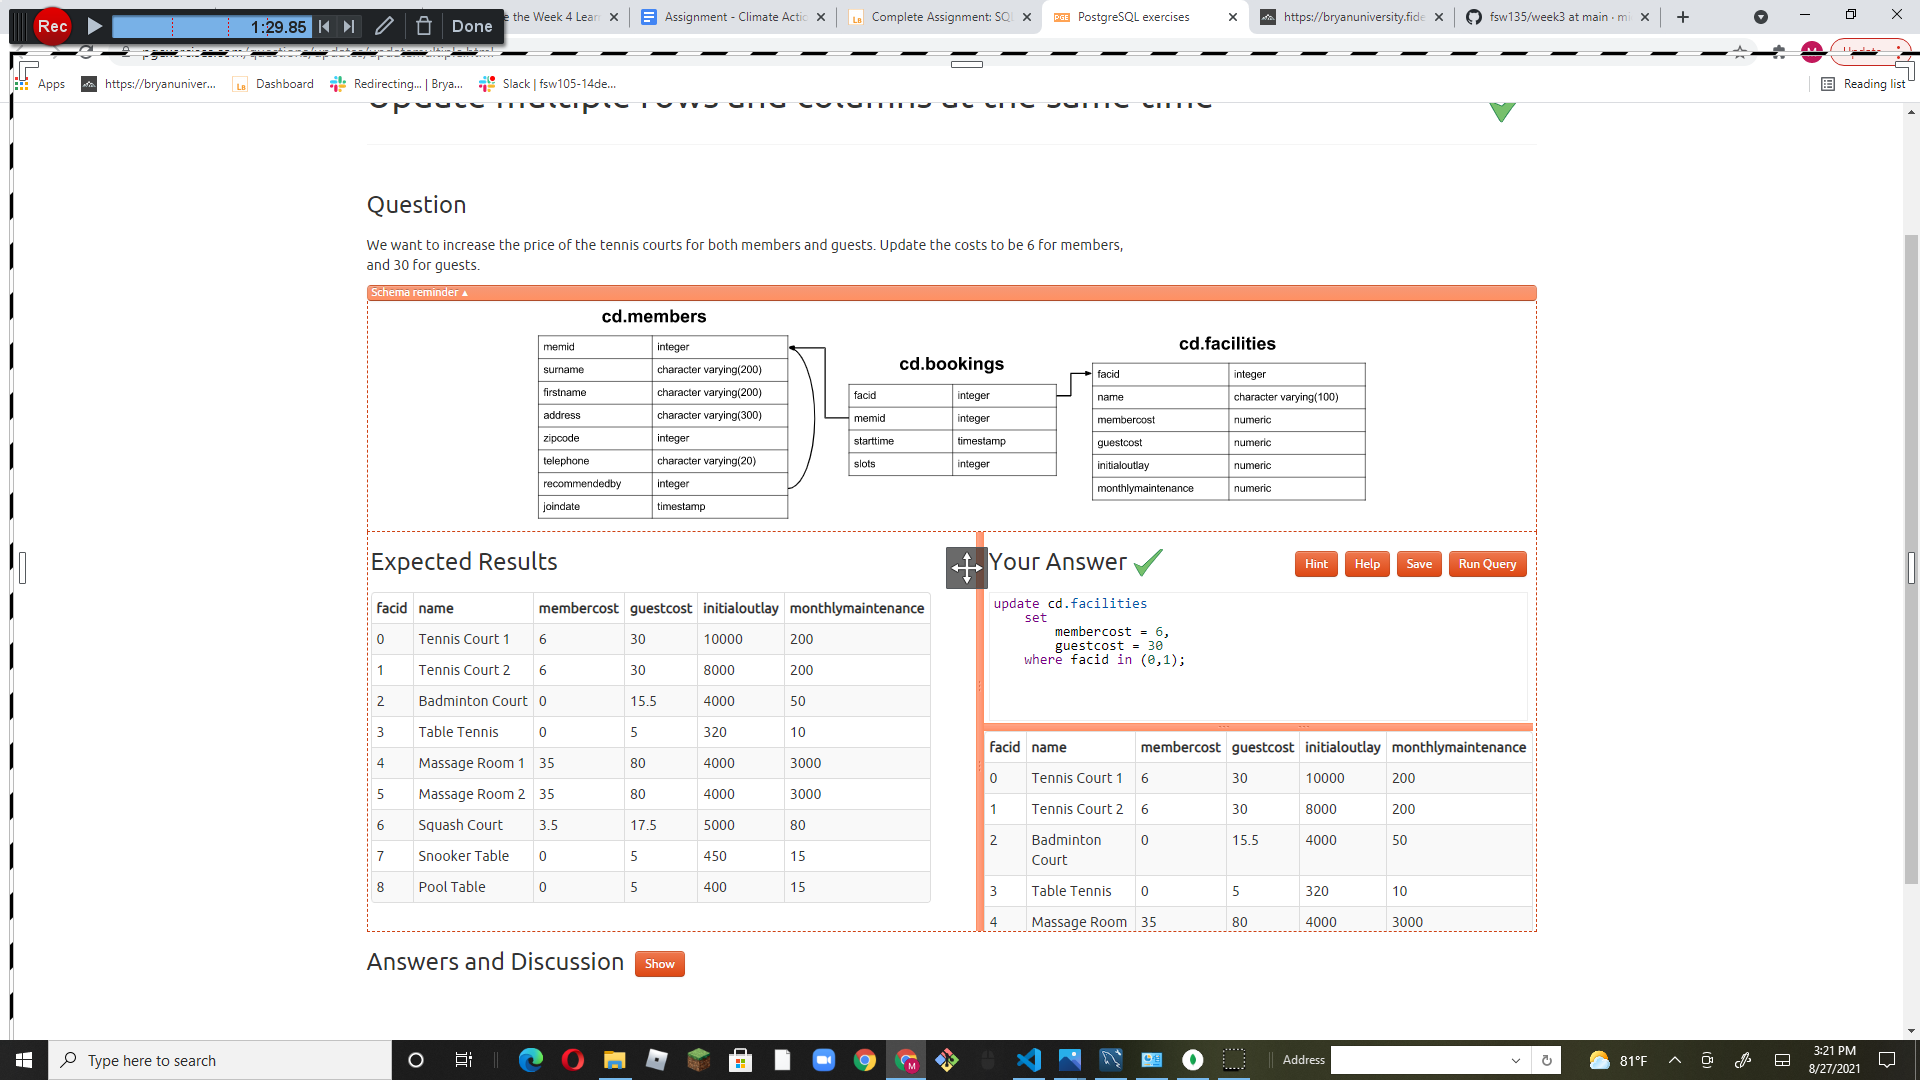 Rec 1:29.85 Done
e the Week 4 Lear
Assignment - Climate Actic
Complete Assignment: SQ
PostgreSQL exercises
https://bryanuniversity.fide
fsw135/week3 at main · m
Apps
https://bryanuniver...
Dashboard
Redirecting... | Brya...
Slack | fsw105-14de...
Reading list
Update multiple rows and columns at the same time
Question
We want to increase the price of the tennis courts for both members and guests. Update the costs to be 6 for members,
and 30 for guests.
Schema reminder ▴
cd.members
memid integer
surname character varying(200)
firstname character varying(200)
address character varying(300)
zipcode integer
telephone character varying(20)
recommendedby integer
joindate timestamp
cd.bookings
facid integer
memid integer
starttime timestamp
slots integer
cd.facilities
facid integer
name character varying(100)
membercost numeric
guestcost numeric
initialoutlay numeric
monthlymaintenance numeric
Expected Results
facid name membercost guestcost initialoutlay monthlymaintenance
0 Tennis Court 1 6 30 10000 200
1 Tennis Court 2 6 30 8000 200
2 Badminton Court 0 15.5 4000 50
3 Table Tennis 0 5 320 10
4 Massage Room 1 35 80 4000 3000
5 Massage Room 2 35 80 4000 3000
6 Squash Court 3.5 17.5 5000 80
7 Snooker Table 0 5 450 15
8 Pool Table 0 5 400 15
Your Answer
Hint Help Save Run Query
update cd.facilities
set
membercost = 6,
guestcost = 30
where facid in (0,1);
facid name membercost guestcost initialoutlay monthlymaintenance
0 Tennis Court 1 6 30 10000 200
1 Tennis Court 2 6 30 8000 200
2 Badminton Court 0 15.5 4000 50
3 Table Tennis 0 5 320 10
4 Massage Room 35 80 4000 3000
Answers and Discussion Show
Type here to search
Address
81°F
3:21 PM
8/27/2021